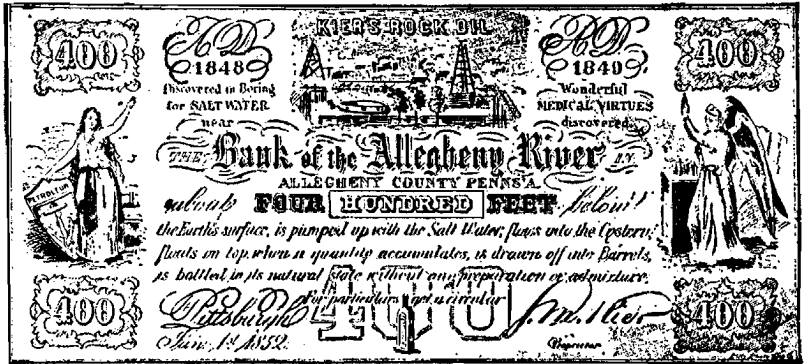 KIER'S ROCK OIL
400 A.D. A.D. 400
1848 1849
Discovered in Boring Wonderful
for SALT WATER MEDICAL VIRTUES
near discovered
THE Bank of the Allegheny River IN
ALLEGHENY COUNTY PENNS'A.
about FOUR HUNDRED FEET below
the Earth's surface, is pumped up with the Salt Water, flows into the Cistern,
floats on top, when a quantity accumulates, is drawn off into Barrels,
is bottled in its natural state without any preparation or admixture.
For particulars get a circular
PETROLEUM
400 Pittsburgh 400 S. M. Kier 400
Jan. 1st 1852.